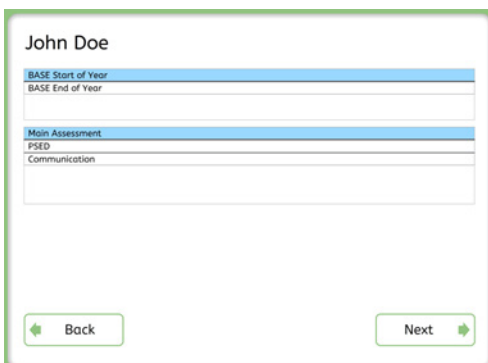 John Doe
BASE Start of Year
BASE End of Year
Main Assessment
PSED
Communication
Back
Next